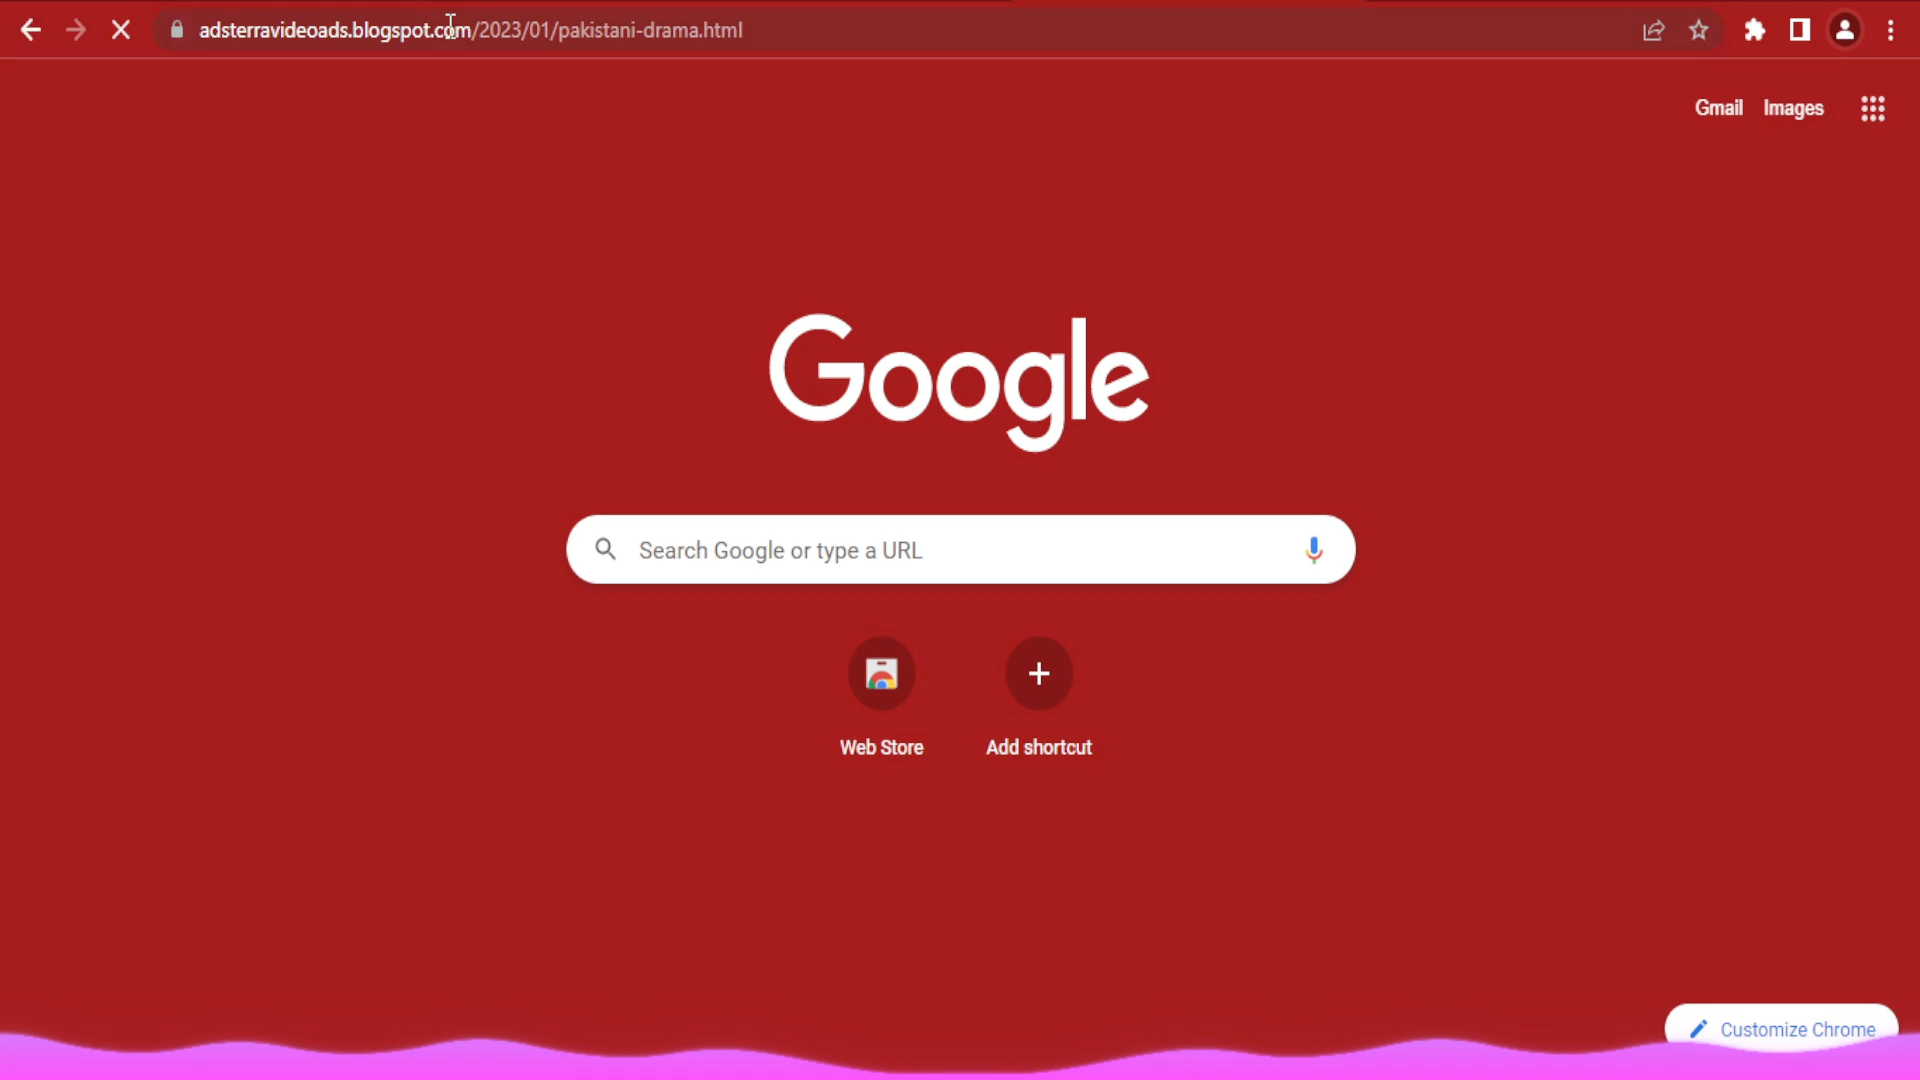 adsterravideoads.blogspot.com/2023/01/pakistani-drama.html
Gmail Images
Google
Search Google or type a URL
Web Store Add shortcut
Customize Chrome